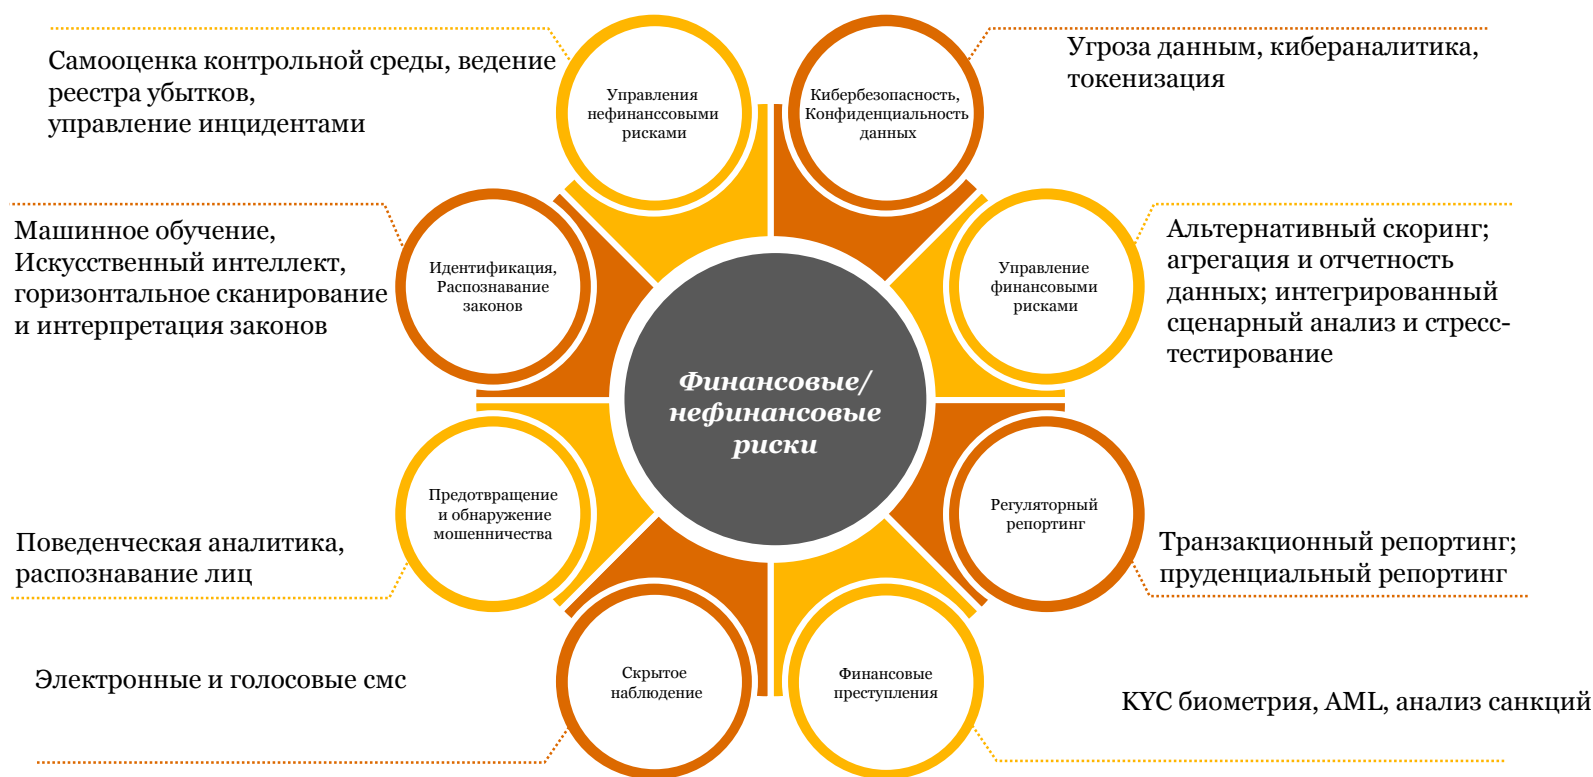 Самооценка контрольной среды, ведение
реестра убытков,
управление инцидентами
Управления
нефинанссовыми
рисками
Кибербезопасность,
Конфиденциальность
данных
Угроза данным, кибераналитика,
токенизация
Машинное обучение,
Искусственный интеллект,
горизонтальное сканирование
и интерпретация законов
Идентификация,
Распознавание
законов
Управление
финансовыми
рисками
Альтернативный скоринг;
агрегация и отчетность
данных; интегрированный
сценарный анализ и стресс-
тестирование
Финансовые/
нефинансовые
риски
Поведенческая аналитика,
распознавание лиц
Предотвращение
и обнаружение
мошенничества
Регуляторный
репортинг
Транзакционный репортинг;
пруденциальный репортинг
Электронные и голосовые смс
Скрытое
наблюдение
Финансовые
преступления
KYC биометрия, AML, анализ санкций